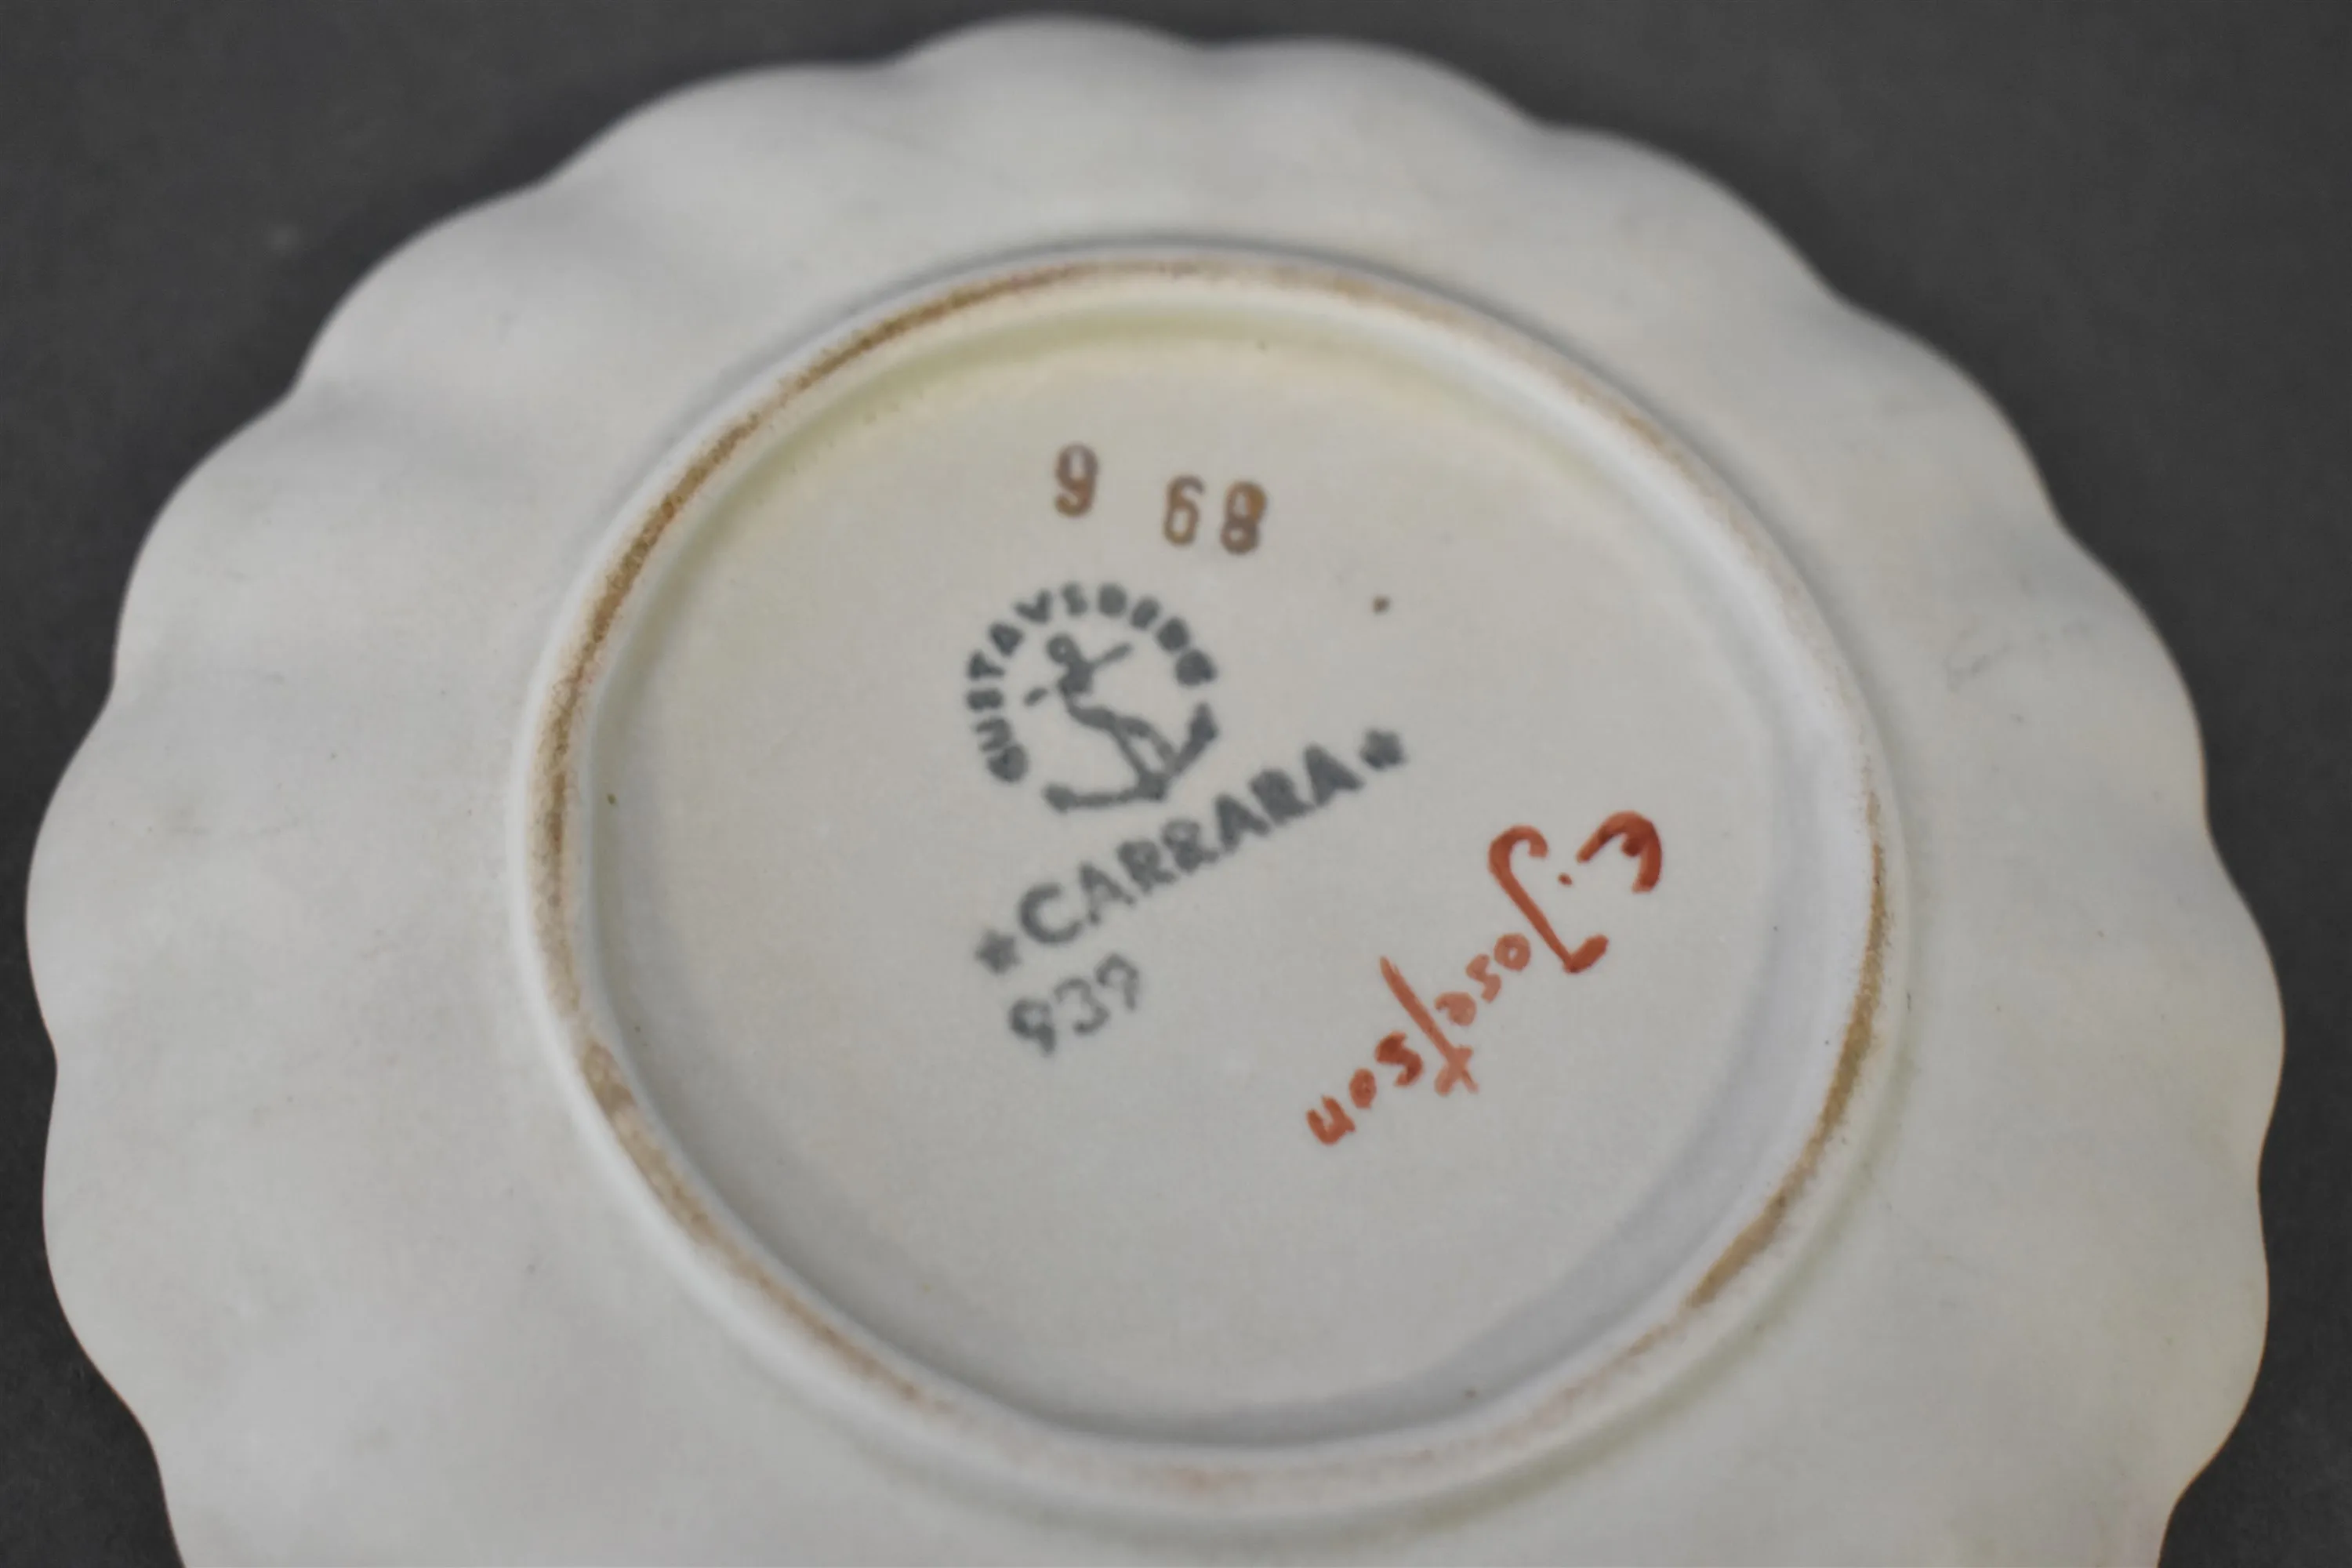 9 68
GUSTAVSBERG
★CARRARA★
939
E. Josefson